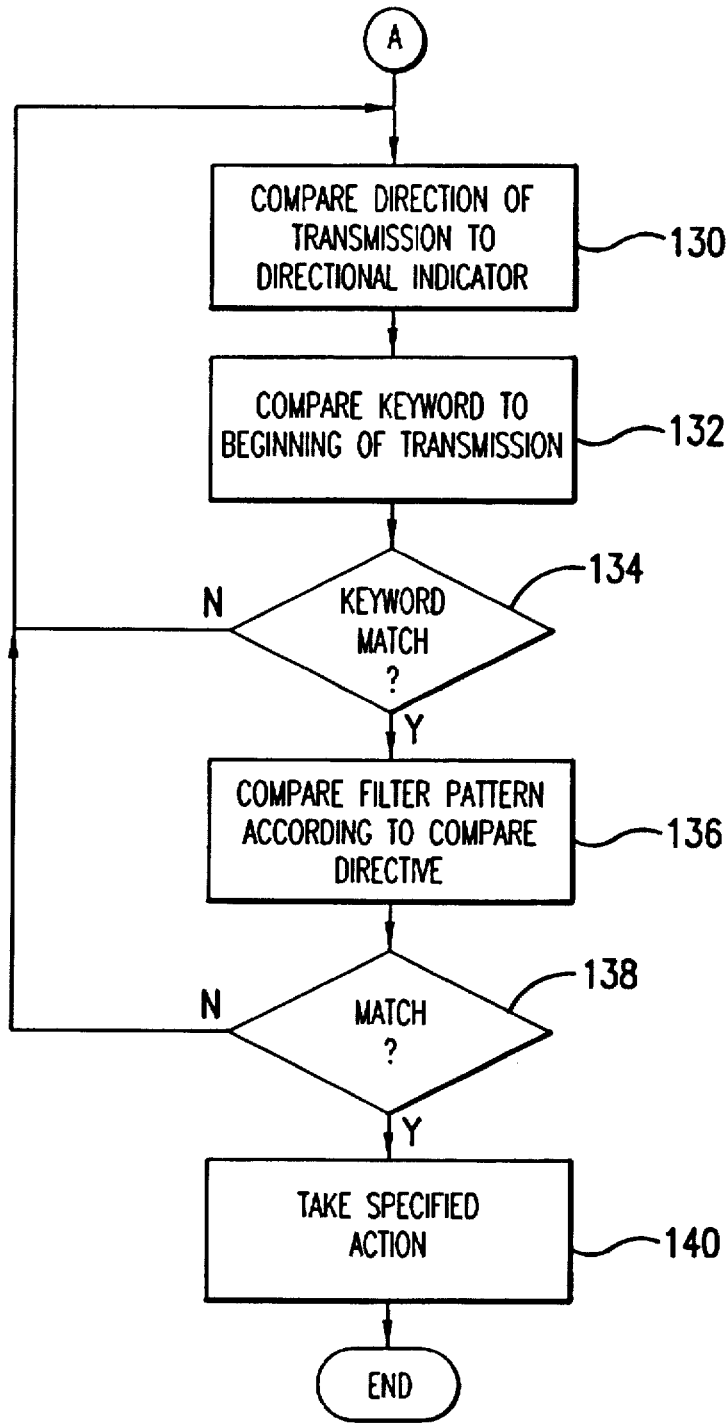 A
COMPARE DIRECTION OF
TRANSMISSION TO
DIRECTIONAL INDICATOR
130
COMPARE KEYWORD TO
BEGINNING OF TRANSMISSION
132
134
N
KEYWORD
MATCH
?
Y
COMPARE FILTER PATTERN
ACCORDING TO COMPARE
DIRECTIVE
136
138
N
MATCH
?
Y
TAKE SPECIFIED
ACTION
140
END